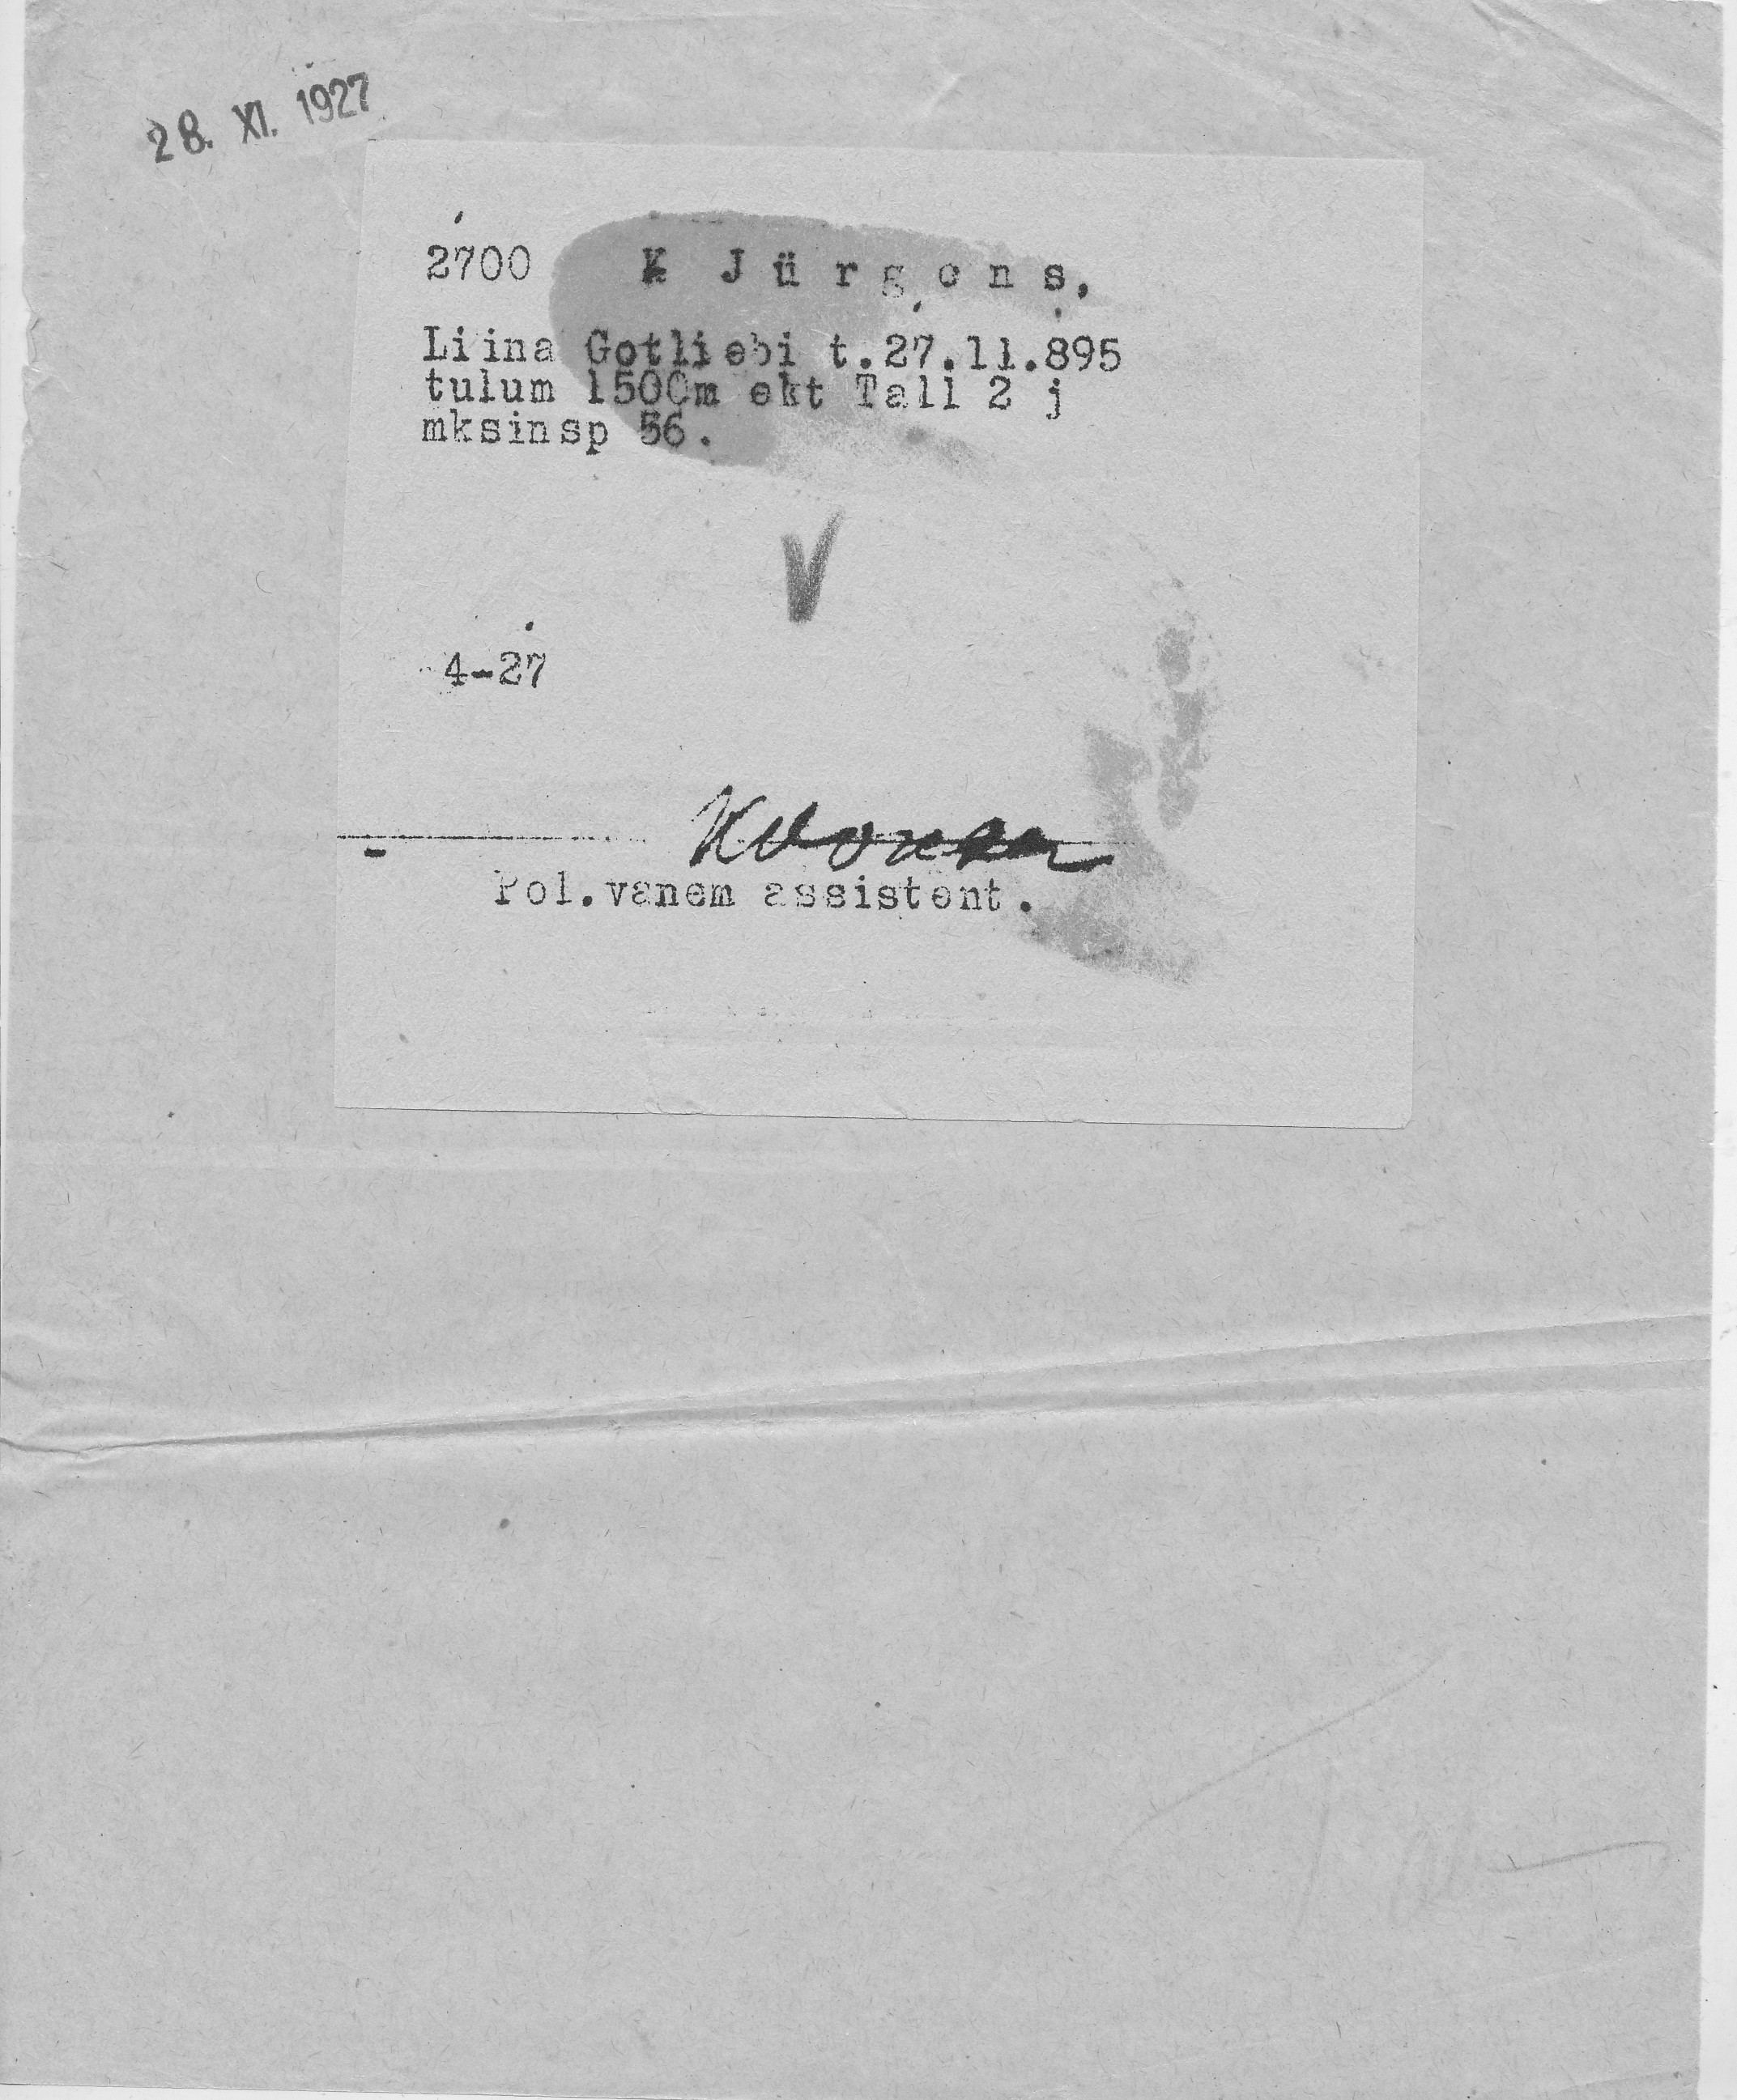 28. XI. 1927
2700 K Jürgens,
Liina Gotliebi t.27.11.895
tulum 1500m ekt Tall 2 j
mksinsp 56.
V
4-27
Pol.vanem assistent.